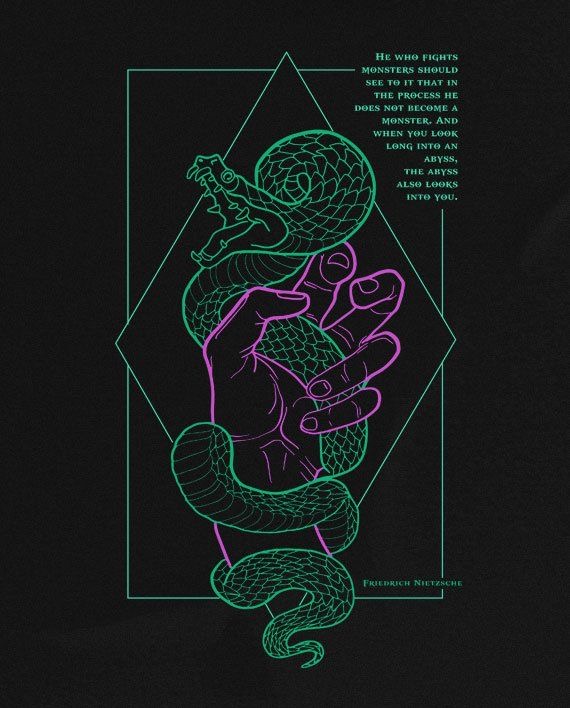 He who fights
monsters should
see to it that in
the process he
does not become a
monster. And
when you look
long into an
abyss,
the abyss
also looks
into you.
Friedrich Nietzsche